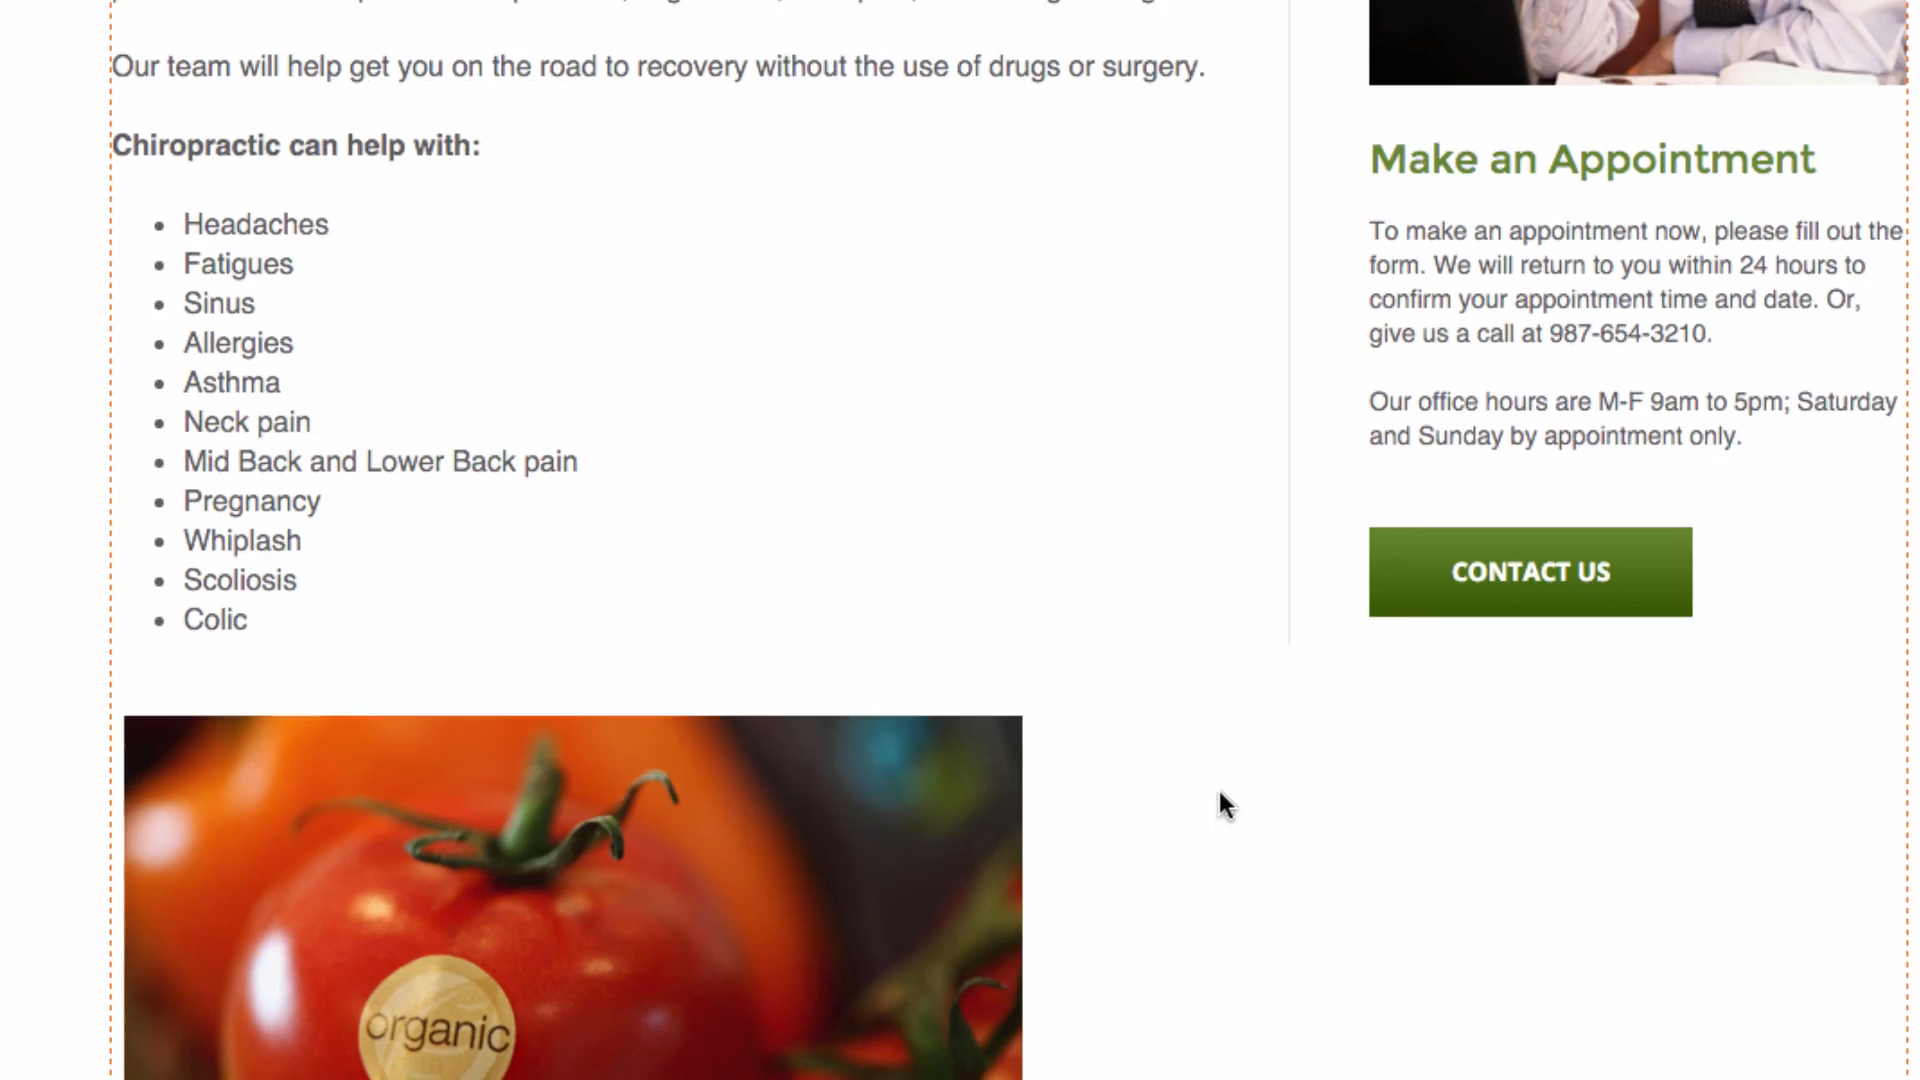 Our team will help get you on the road to recovery without the use of drugs or surgery.
Chiropractic can help with:
Headaches
Fatigues
Sinus
Allergies
Asthma
Neck pain
Mid Back and Lower Back pain
Pregnancy
Whiplash
Scoliosis
Colic
organic
Make an Appointment
To make an appointment now, please fill out the
form. We will return to you within 24 hours to
confirm your appointment time and date. Or,
give us a call at 987-654-3210.
Our office hours are M-F 9am to 5pm; Saturday
and Sunday by appointment only.
CONTACT US